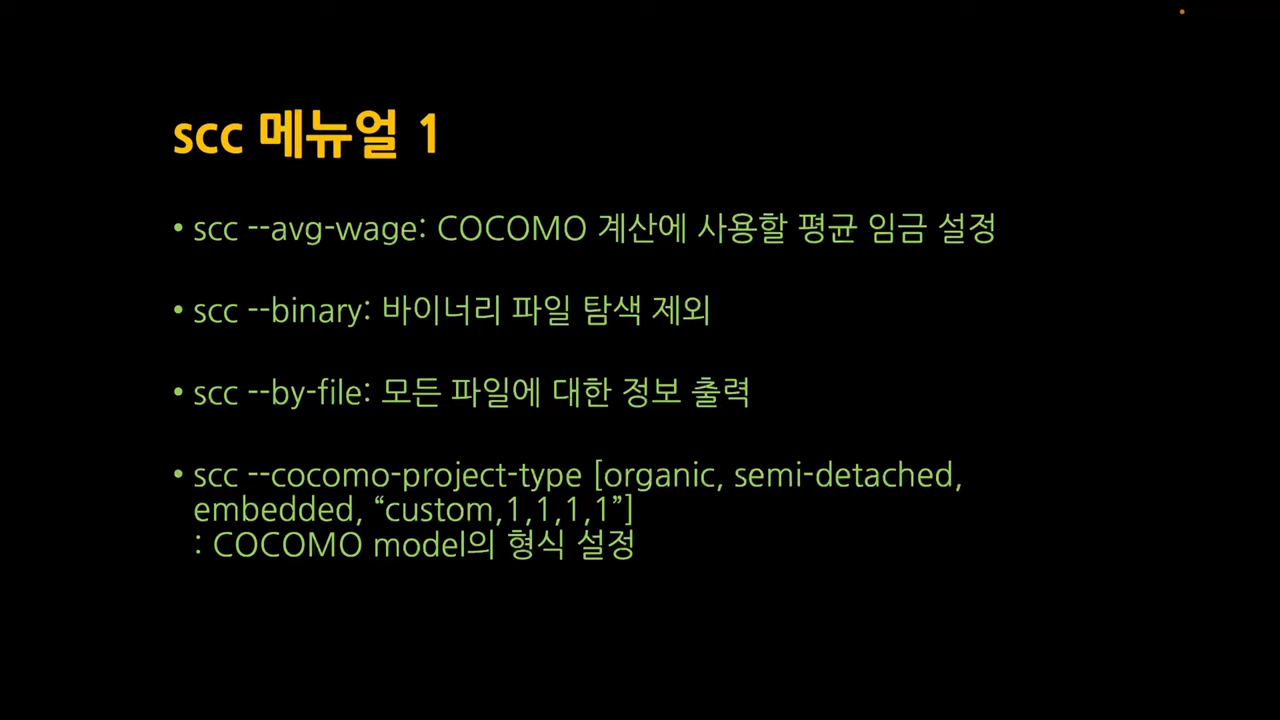 scc 메뉴얼 1
• scc --avg-wage: COCOMO 계산에 사용할 평균 임금 설정
• scc --binary: 바이너리 파일 탐색 제외
• scc --by-file: 모든 파일에 대한 정보 출력
• scc --cocomo-project-type [organic, semi-detached,
embedded, “custom,1,1,1,1”]
: COCOMO model의 형식 설정